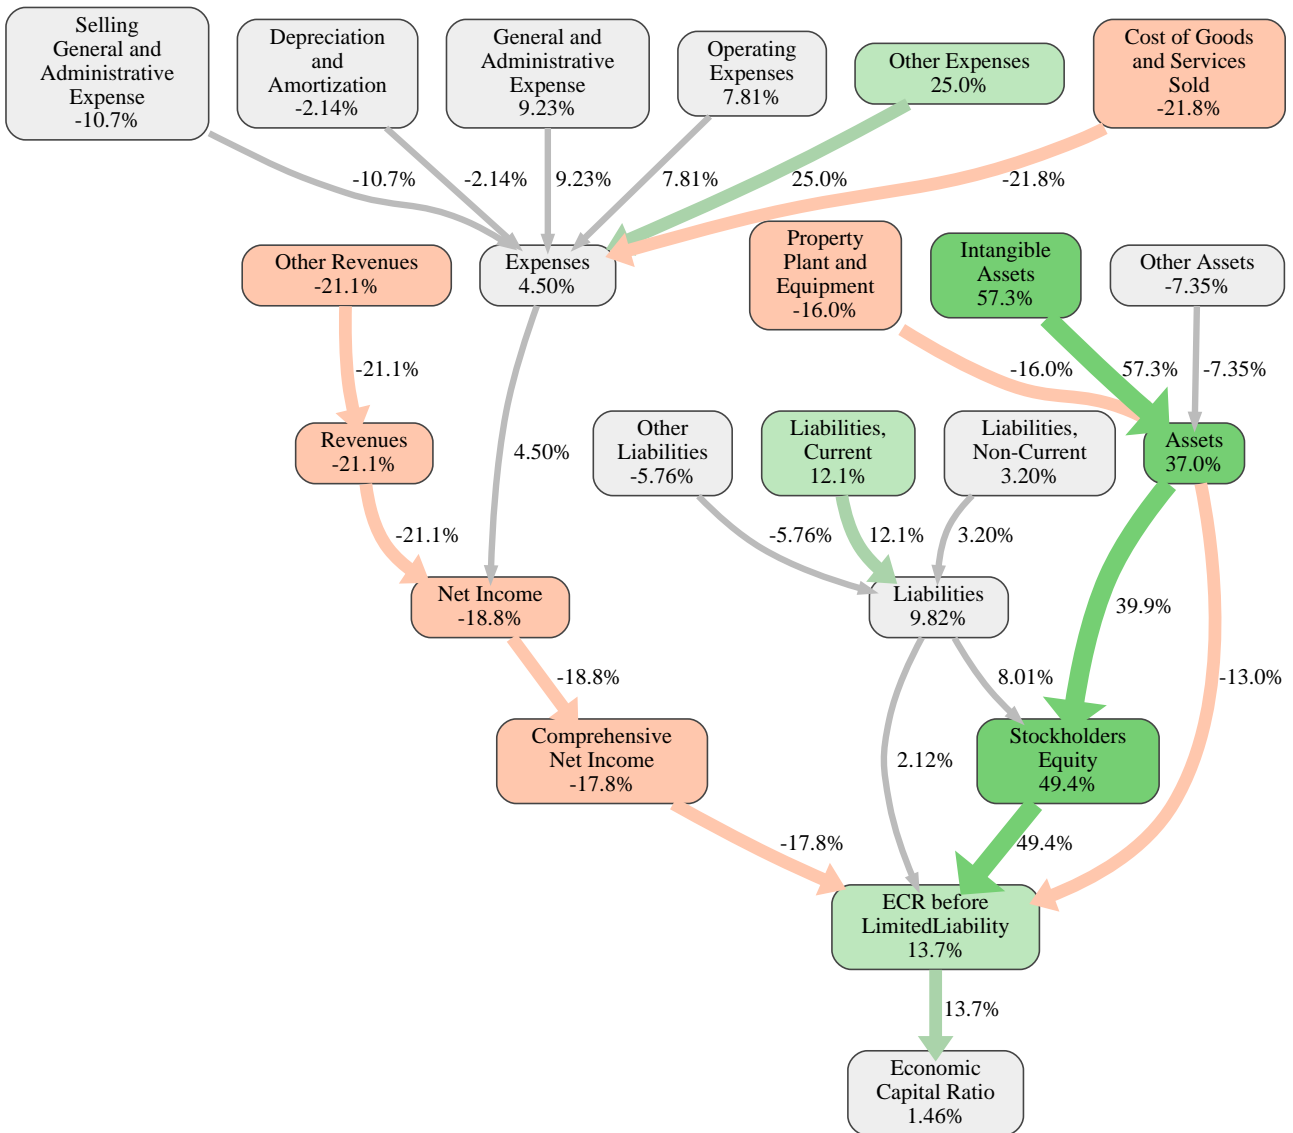 Selling
General and
Administrative
Expense
-10.7%
Depreciation
and
Amortization
-2.14%
General and
Administrative
Expense
9.23%
Operating
Expenses
7.81%
Other Expenses
25.0%
Cost of Goods
and Services
Sold
-21.8%
-10.7%
-2.14%
9.23%
7.81%
25.0%
-21.8%
Other Revenues
-21.1%
Expenses
4.50%
Property
Plant and
Equipment
-16.0%
Intangible
Assets
57.3%
Other Assets
-7.35%
-21.1%
4.50%
-16.0%
57.3%
-7.35%
Revenues
-21.1%
Other
Liabilities
-5.76%
Liabilities,
Current
12.1%
Liabilities,
Non-Current
3.20%
Assets
37.0%
-21.1%
-5.76%
12.1%
3.20%
39.9%
-13.0%
Net Income
-18.8%
Liabilities
9.82%
-18.8%
8.01%
2.12%
Comprehensive
Net Income
-17.8%
Stockholders
Equity
49.4%
-17.8%
49.4%
ECR before
LimitedLiability
13.7%
13.7%
Economic
Capital Ratio
1.46%